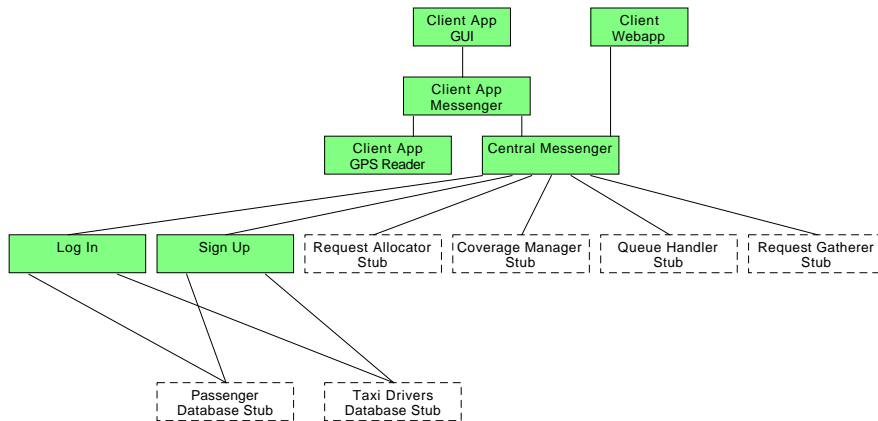 Client App
GUI
Client
Webapp
Client App
Messenger
Client App
GPS Reader
Central Messenger
Log In
Sign Up
Request Allocator
Stub
Coverage Manager
Stub
Queue Handler
Stub
Request Gatherer
Stub
Passenger
Database Stub
Taxi Drivers
Database Stub